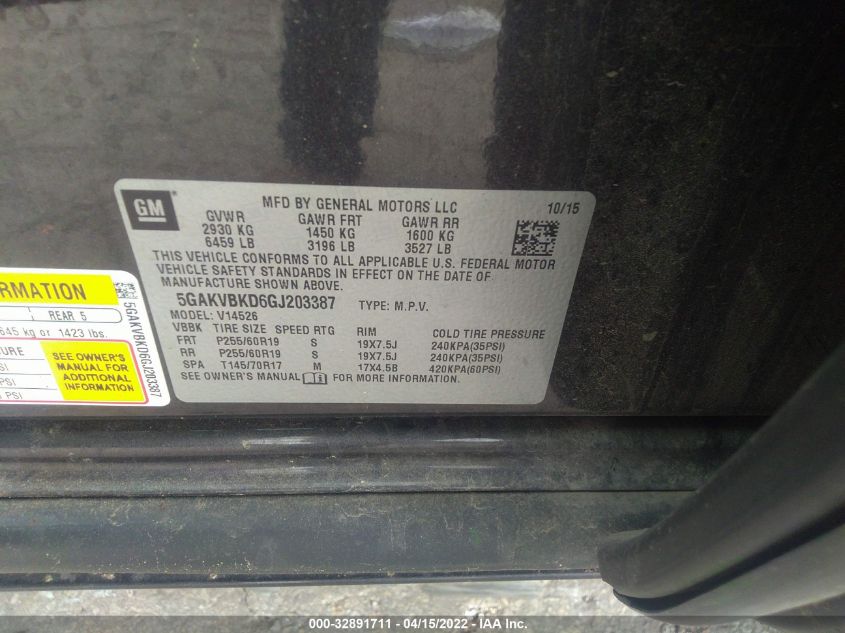 GM
MFD BY GENERAL MOTORS LLC 10/15
GVWR GAWR FRT GAWR RR
2930 KG 1450 KG 1600 KG
6459 LB 3196 LB 3527 LB
THIS VEHICLE CONFORMS TO ALL APPLICABLE U.S. FEDERAL MOTOR
VEHICLE SAFETY STANDARDS IN EFFECT ON THE DATE OF
MANUFACTURE SHOWN ABOVE.
5GAKVBKD6GJ203387 TYPE: M.P.V.
MODEL: V14526
VBBK TIRE SIZE SPEED RTG RIM COLD TIRE PRESSURE
FRT P255/60R19 S 19X7.5J 240KPA(35PSI)
RR P255/60R19 S 19X7.5J 240KPA(35PSI)
SPA T145/70R17 M 17X4.5B 420KPA(60PSI)
SEE OWNER'S MANUAL FOR MORE INFORMATION.
REAR 5
645 kg or 1423 lbs.
SEE OWNER'S
MANUAL FOR
ADDITIONAL
INFORMATION
PSI
5GAKVBKD6GJ203387
000-32891711 - 04/15/2022 - IAA Inc.